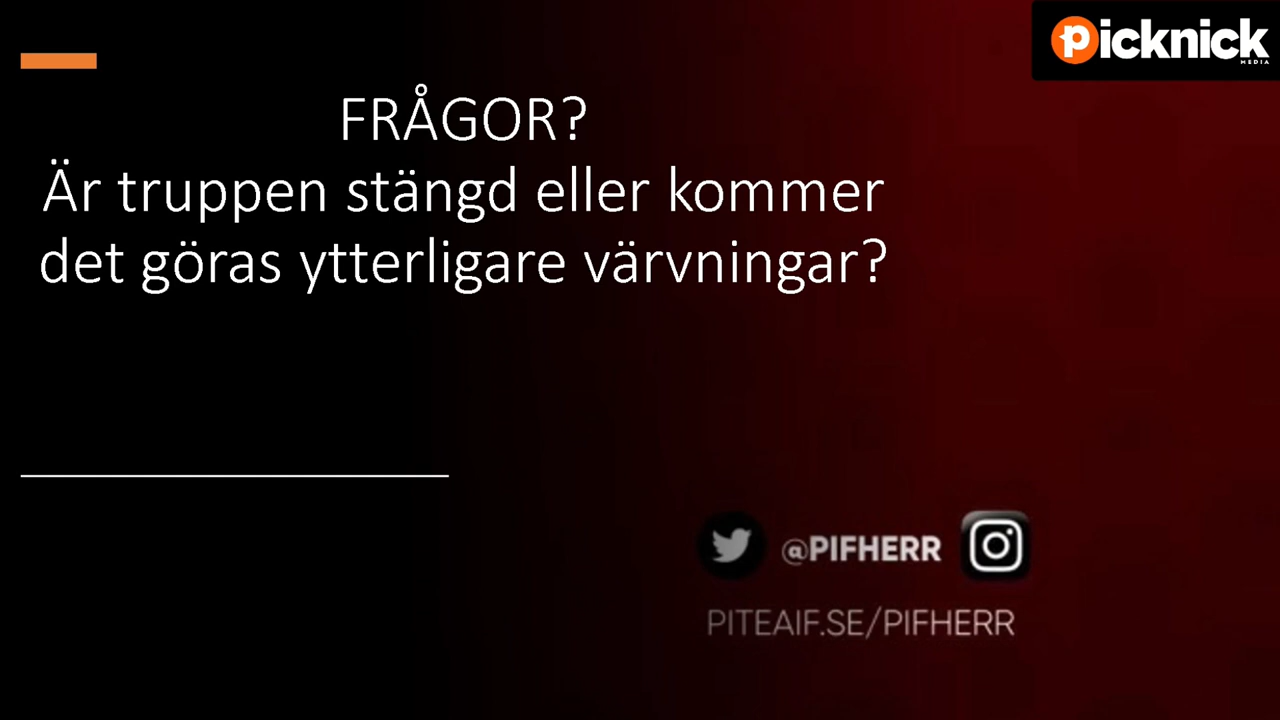 picknick
MEDIA
FRÅGOR?
Är truppen stängd eller kommer
det göras ytterligare värvningar?
@PIFHERR
PITEAIF.SE/PIFHERR